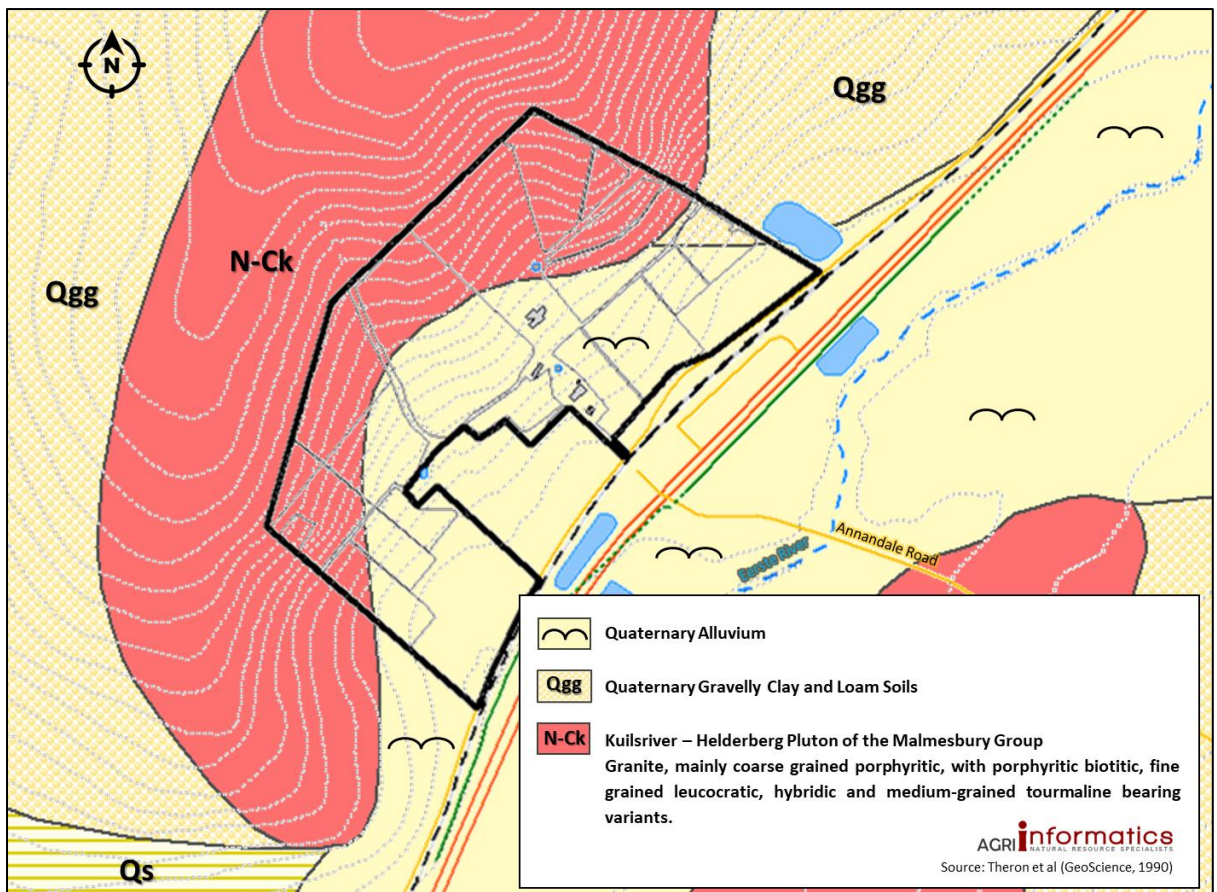 N
Qgg
N-Ck
Qgg
Annandale Road
Eerste River
Quaternary Alluvium
Qgg Quaternary Gravelly Clay and Loam Soils
N-Ck Kuilsriver – Helderberg Pluton of the Malmesbury Group
Granite, mainly coarse grained porphyritic, with porphyritic biotitic, fine
grained leucocratic, hybridic and medium-grained tourmaline bearing
variants.
AGRI informatics
NATURAL RESOURCE SPECIALISTS
Source: Theron et al (GeoScience, 1990)
Qs